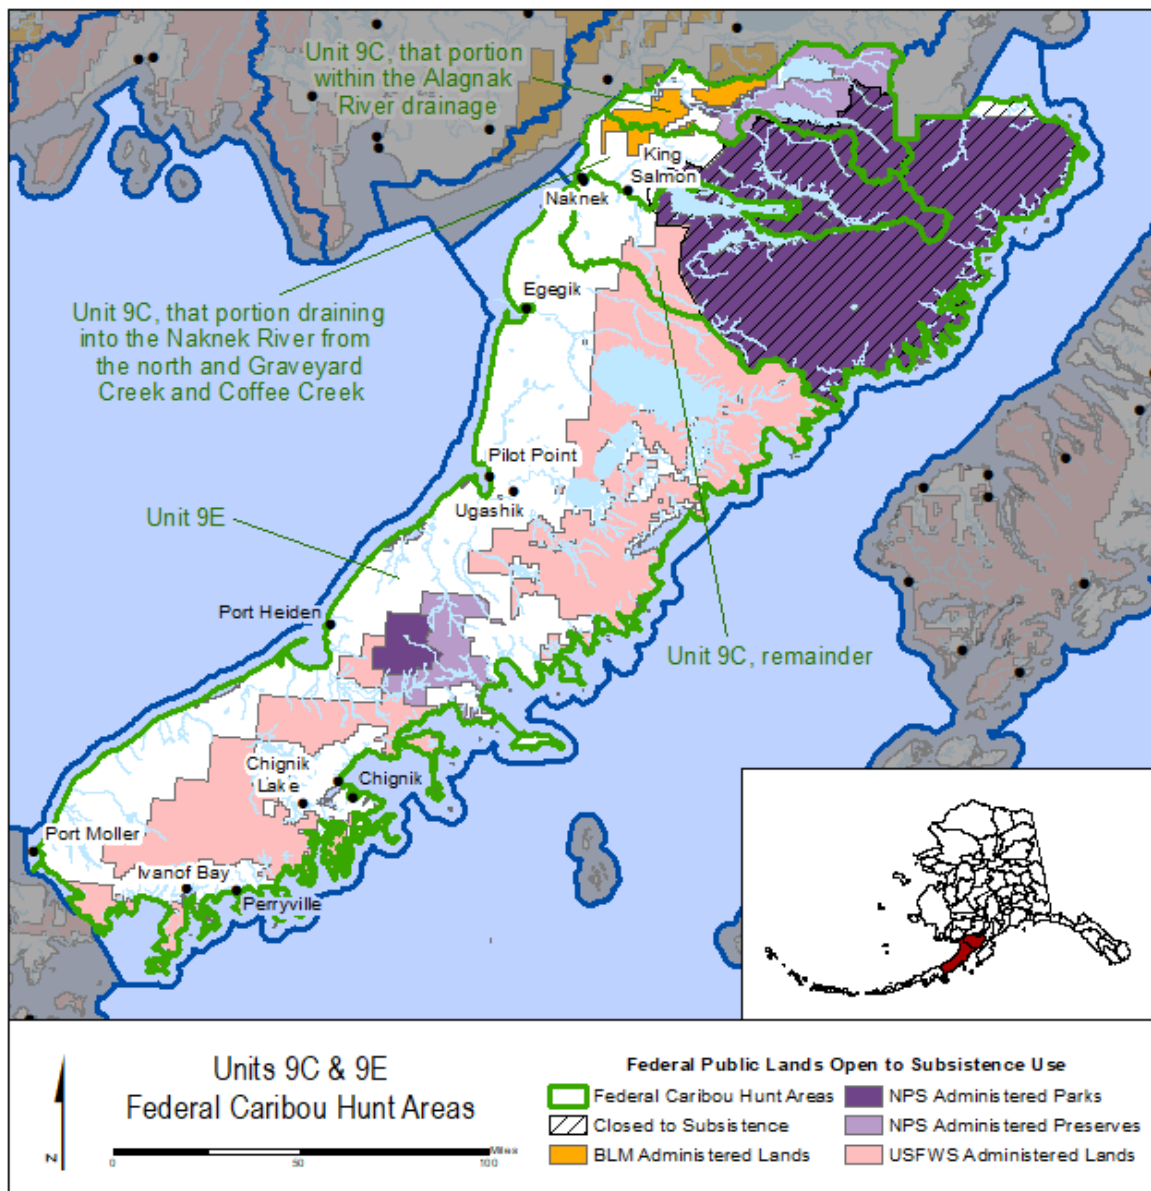 Unit 9C, that portion
within the Alagnak
River drainage
King
Salmon
Naknek
Egegik
Unit 9C, that portion draining
into the Naknek River from
the north and Graveyard
Creek and Coffee Creek
Pilot Point
Ugashik
Unit 9E
Port Heiden
Unit 9C, remainder
Chignik
Lake
Chignik
Port Moller
Ivanof Bay
Perryville
N
Units 9C & 9E
Federal Caribou Hunt Areas
Miles
0 50 100
Federal Public Lands Open to Subsistence Use
Federal Caribou Hunt Areas
Closed to Subsistence
BLM Administered Lands
NPS Administered Parks
NPS Administered Preserves
USFWS Administered Lands